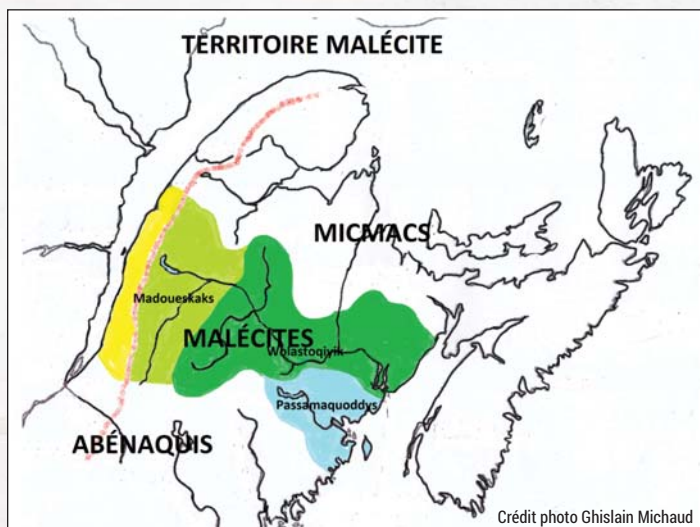 TERRITOIRE MALÉCITE
MICMACS
Madoueskaks
MALÉCITES
Wolastoqiyik
Passamaquoddys
ABÉNAQUIS
Crédit photo Ghislain Michaud